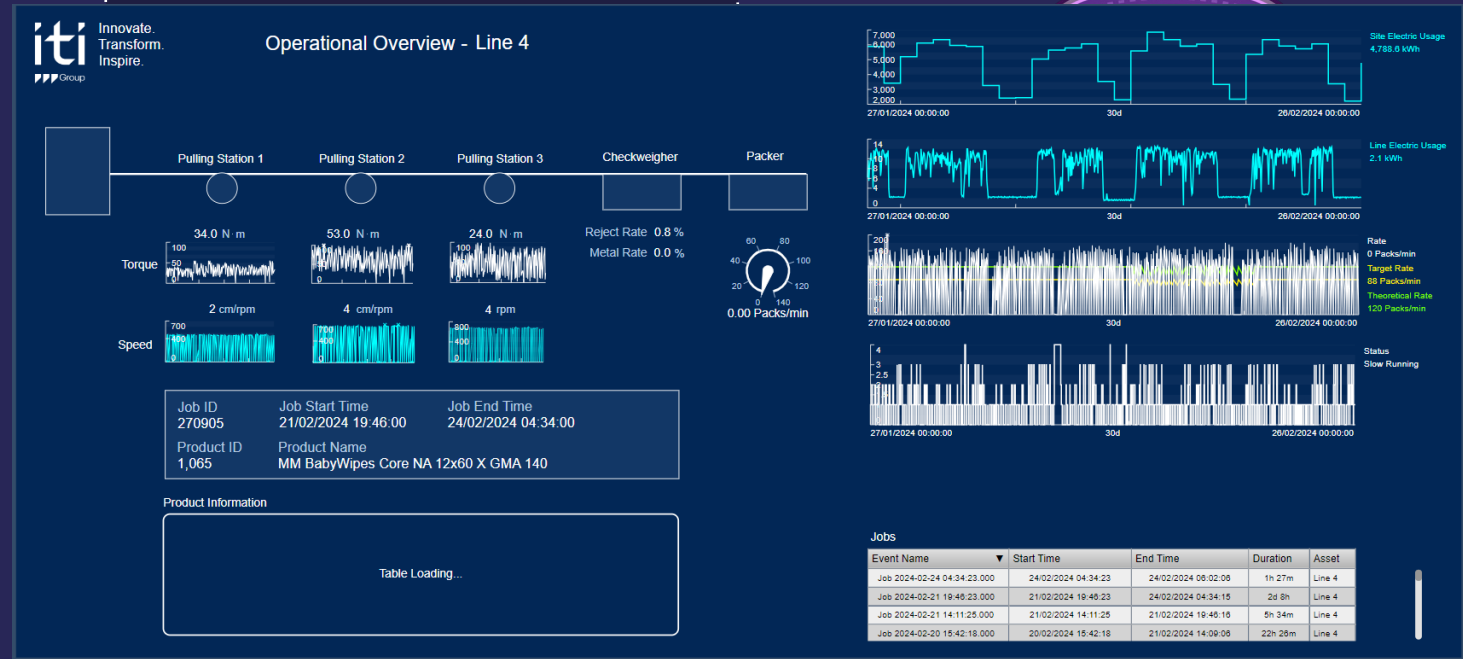 iti
Group
Innovate.
Transform.
Inspire.
Operational Overview - Line 4
Pulling Station 1
Pulling Station 2
Pulling Station 3
Checkweigher
Packer
34.0 N·m
53.0 N·m
24.0 N·m
Reject Rate 0.8 %
Metal Rate 0.0 %
Torque
100
50
0
100
0
100
0
2 cm/rpm
4 cm/rpm
4 rpm
Speed
700
400
0
700
400
0
800
400
0
0
20
40
60
80
100
120
140
0.00 Packs/min
Job ID
270905
Job Start Time
21/02/2024 19:46:00
Job End Time
24/02/2024 04:34:00
Product ID
1,065
Product Name
MM BabyWipes Core NA 12x60 X GMA 140
Product Information
Table Loading...
7,000
6,000
5,000
4,000
3,000
2,000
27/01/2024 00:00:00
30d
26/02/2024 00:00:00
Site Electric Usage
4,788.6 kWh
14
10
8
6
4
0
27/01/2024 00:00:00
30d
26/02/2024 00:00:00
Line Electric Usage
2.1 kWh
200
40
0
27/01/2024 00:00:00
30d
26/02/2024 00:00:00
Rate
0 Packs/min
Target Rate
88 Packs/min
Theoretical Rate
120 Packs/min
4
3
2.5
0
27/01/2024 00:00:00
30d
26/02/2024 00:00:00
Status
Slow Running
Jobs
Event Name ▼ Start Time End Time Duration Asset
Job 2024-02-24 04:34:23.000 24/02/2024 04:34:23 24/02/2024 06:02:06 1h 27m Line 4
Job 2024-02-21 19:46:23.000 21/02/2024 19:46:23 24/02/2024 04:34:15 2d 8h Line 4
Job 2024-02-21 14:11:25.000 21/02/2024 14:11:25 21/02/2024 19:46:16 5h 34m Line 4
Job 2024-02-20 15:42:18.000 20/02/2024 15:42:18 21/02/2024 14:09:06 22h 26m Line 4